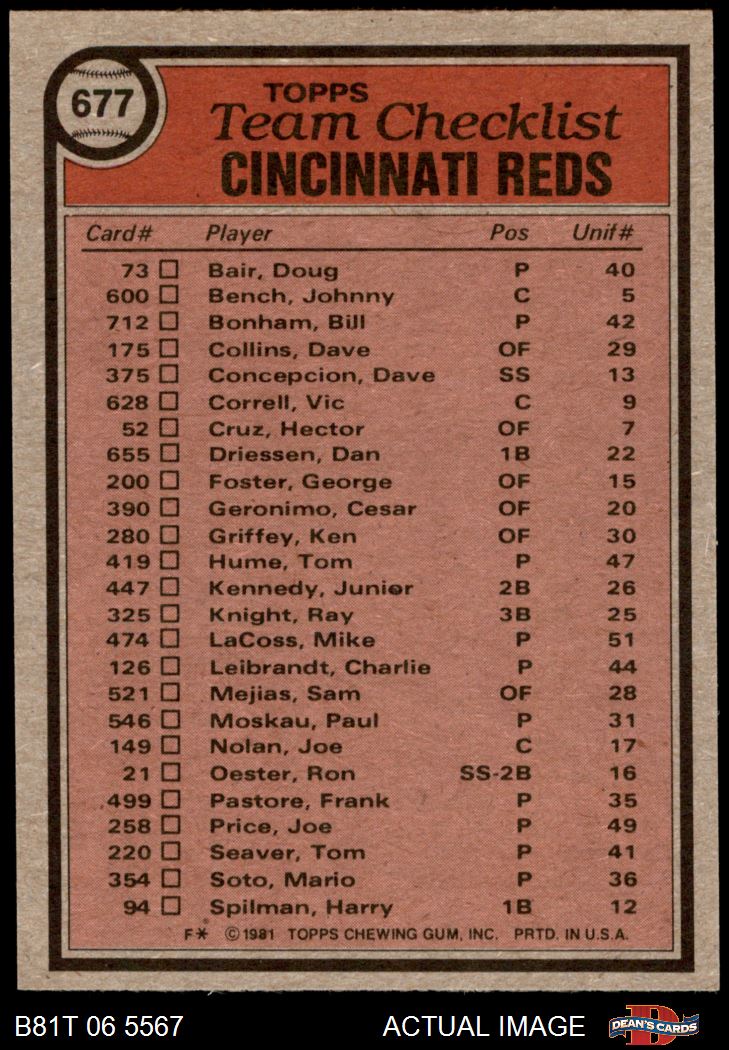 677
TOPPS
Team Checklist
CINCINNATI REDS
Card# Player Pos Unif#
73 Bair, Doug P 40
600 Bench, Johnny C 5
712 Bonham, Bill P 42
175 Collins, Dave OF 29
375 Concepcion, Dave SS 13
628 Correll, Vic C 9
52 Cruz, Hector OF 7
655 Driessen, Dan 1B 22
200 Foster, George OF 15
390 Geronimo, Cesar OF 20
280 Griffey, Ken OF 30
419 Hume, Tom P 47
447 Kennedy, Junior 2B 26
325 Knight, Ray 3B 25
474 LaCoss, Mike P 51
126 Leibrandt, Charlie P 44
521 Mejias, Sam OF 28
546 Moskau, Paul P 31
149 Nolan, Joe C 17
21 Oester, Ron SS-2B 16
499 Pastore, Frank P 35
258 Price, Joe P 49
220 Seaver, Tom P 41
354 Soto, Mario P 36
94 Spilman, Harry 1B 12
F* ©1981 TOPPS CHEWING GUM, INC. PRTD. IN U.S.A.
B81T 06 5567 ACTUAL IMAGE D DEAN'S CARDS